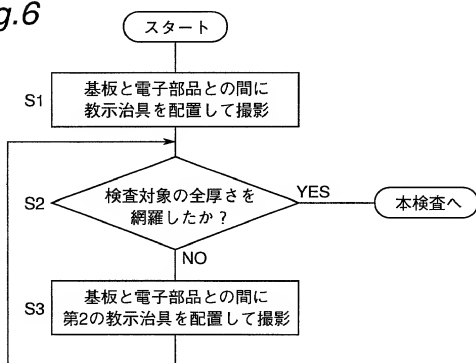 g.6
スタート
S1
基板と電子部品との間に
教示治具を配置して撮影
S2
検査対象の全厚さを
網羅したか？
YES
本検査へ
NO
S3
基板と電子部品との間に
第2の教示治具を配置して撮影